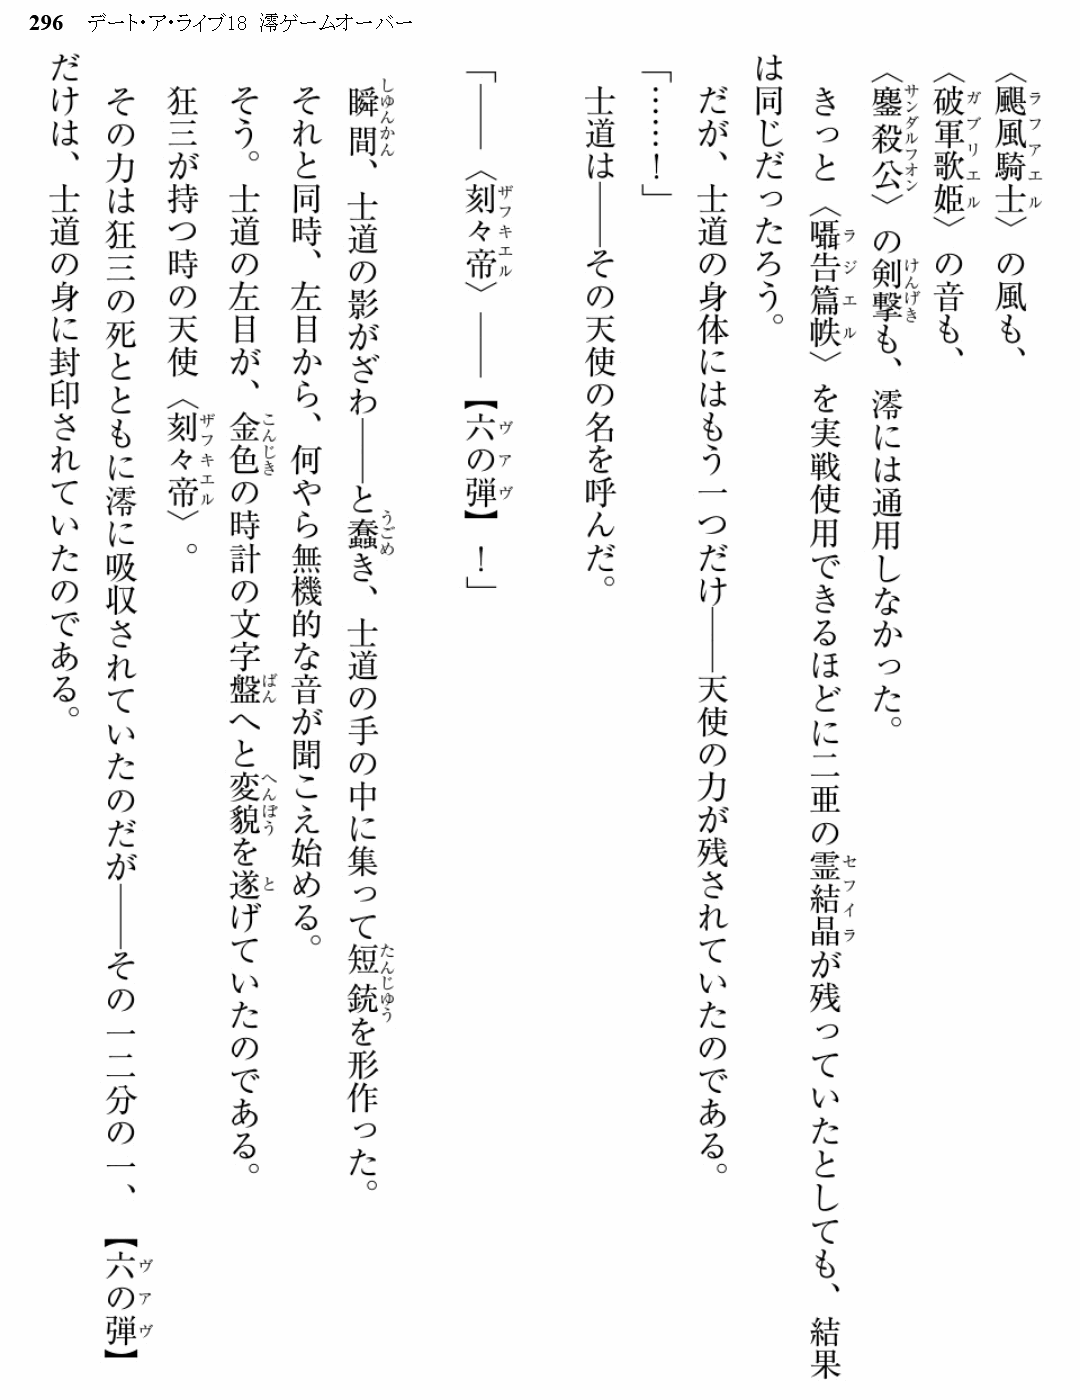 296 デート・ア・ライブ18 澪ゲームオーバー
〈颶風騎士〉の風も、
〈破軍歌姫〉の音も、
〈鏖殺公〉の剣撃も、澪には通用しなかった。
きっと〈囁告篇帙〉を実戦使用できるほどに二亜の霊結晶が残っていたとしても、結果
は同じだったろう。
だが、士道の身体にはもう一つだけ――天使の力が残されていたのである。
「……！」
士道は――その天使の名を呼んだ。
「――〈刻々帝〉――【六の弾】！」
瞬間、士道の影がざわ――と蠢き、士道の手の中に集って短銃を形作った。
それと同時、左目から、何やら無機的な音が聞こえ始める。
そう。士道の左目が、金色の時計の文字盤へと変貌を遂げていたのである。
狂三が持つ時の天使〈刻々帝〉。
その力は狂三の死とともに澪に吸収されていたのだが――その一二分の一、【六の弾】
だけは、士道の身に封印されていたのである。